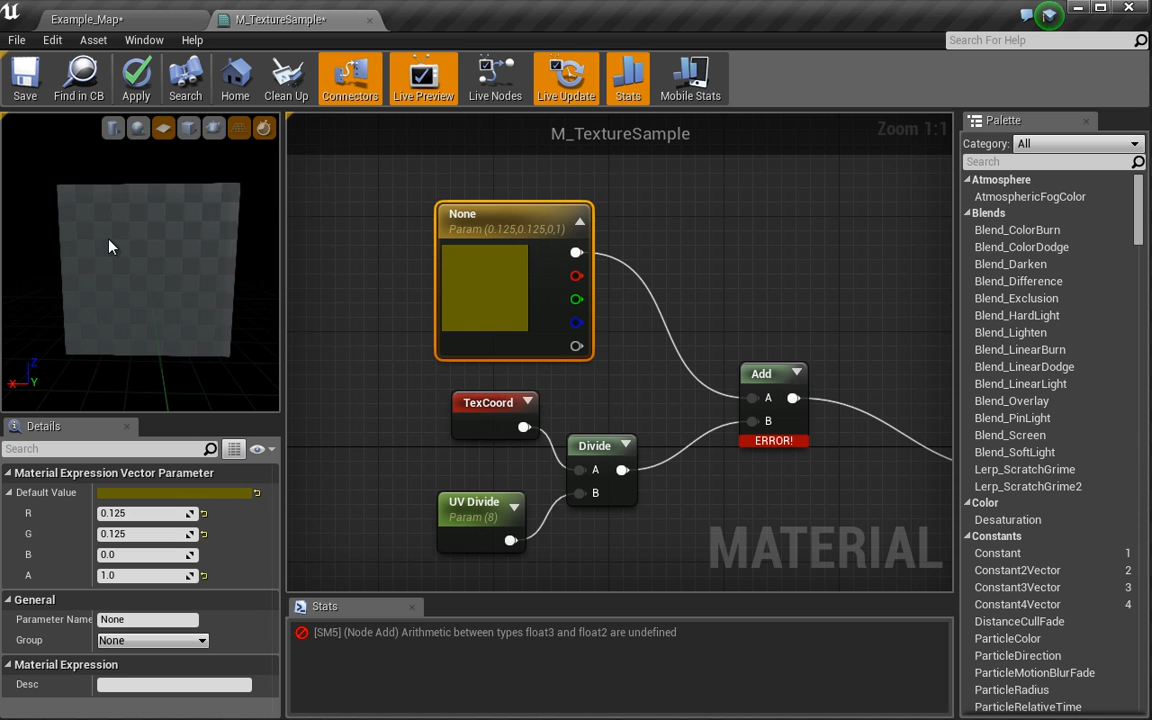 Example_Map*
M_TextureSample*
File Edit Asset Window Help
Search For Help
Save Find in CB Apply Search Home Clean Up Connectors Live Preview Live Nodes Live Update Stats Mobile Stats
M_TextureSample
Zoom 1:1
None
Param (0.125,0.125,0,1)
TexCoord
UV Divide
Param (8)
Divide
A
B
Add
A
B
ERROR!
MATERIAL
Z
X
Y
Details
Search
Material Expression Vector Parameter
Default Value
R 0.125
G 0.125
B 0.0
A 1.0
General
Parameter Name None
Group None
Material Expression
Desc
Stats
[SM5] (Node Add) Arithmetic between types float3 and float2 are undefined
Palette
Category: All
Search
Atmosphere
AtmosphericFogColor
Blends
Blend_ColorBurn
Blend_ColorDodge
Blend_Darken
Blend_Difference
Blend_Exclusion
Blend_HardLight
Blend_Lighten
Blend_LinearBurn
Blend_LinearDodge
Blend_LinearLight
Blend_Overlay
Blend_PinLight
Blend_Screen
Blend_SoftLight
Lerp_ScratchGrime
Lerp_ScratchGrime2
Color
Desaturation
Constants
Constant 1
Constant2Vector 2
Constant3Vector 3
Constant4Vector 4
DistanceCullFade
ParticleColor
ParticleDirection
ParticleMotionBlurFade
ParticleRadius
ParticleRelativeTime